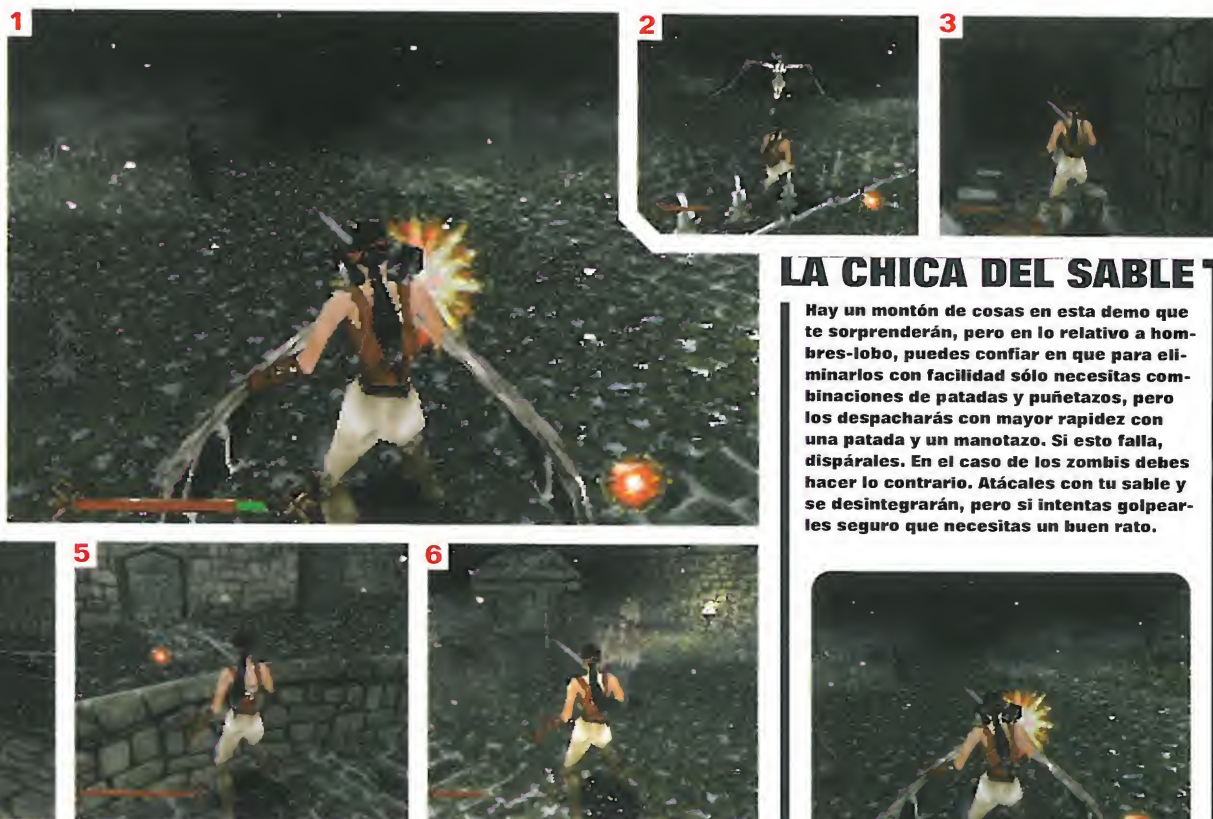 1
2
3
LA CHICA DEL SABLE
Hay un montón de cosas en esta demo que
te sorprenderán, pero en lo relativo a hom-
bres-lobo, puedes confiar en que para eli-
minarlos con facilidad sólo necesitas com-
binaciones de patadas y puñetazos, pero
los despacharás con mayor rapidez con
una patada y un manotazo. Si esto falla,
dispárales. En el caso de los zombis debes
hacer lo contrario. Atácales con tu sable y
se desintegrarán, pero si intentas golpear-
les seguro que necesitas un buen rato.
5
6